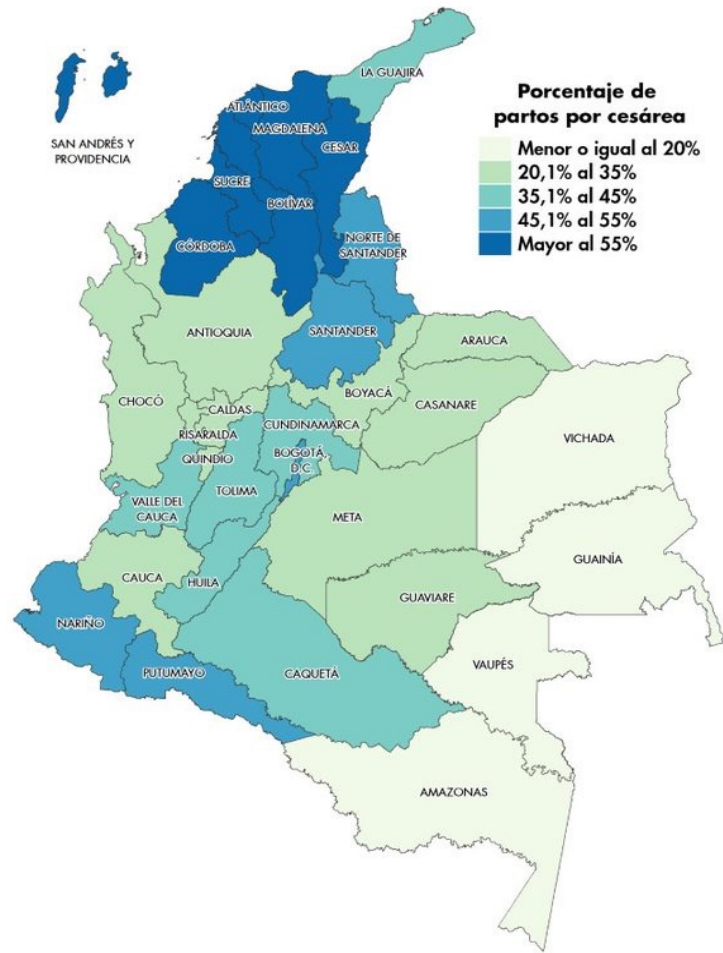 LA GUAJIRA
Porcentaje de
partos por cesárea
Menor o igual al 20%
20,1% al 35%
35,1% al 45%
45,1% al 55%
Mayor al 55%
SAN ANDRÉS Y
PROVIDENCIA
ATLÁNTICO
MAGDALENA
CESAR
SUCRE
BOLÍVAR
CÓRDOBA
NORTE DE
SANTANDER
ANTIOQUIA
SANTANDER
ARAUCA
CHOCÓ
BOYACÁ
CASANARE
CALDAS
RISARALDA
QUINDIO
CUNDINAMARCA
BOGOTÁ,
D.C.
VICHADA
VALLE DEL
CAUCA
TOLIMA
META
GUAINÍA
CAUCA
HUILA
GUAVIARE
NARIÑO
PUTUMAYO
CAQUETÁ
VAUPÉS
AMAZONAS